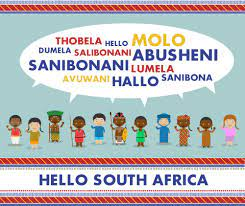 THOBELA HELLO MOLO
DUMELA SALIBONANI ABUSHENI
SANIBONANI LUMELA
AVUWANI HALLO SANIBONA
HELLO SOUTH AFRICA